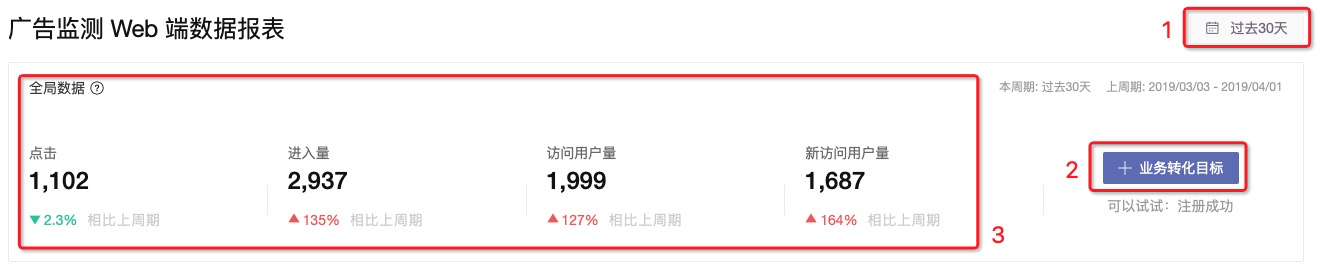 广告监测 Web 端数据报表
1
过去30天
全局数据 ?
本周期: 过去30天 上周期: 2019/03/03 - 2019/04/01
点击
进入量
访问用户量
新访问用户量
1,102
2,937
1,999
1,687
2
+ 业务转化目标
▼2.3% 相比上周期
▲135% 相比上周期
▲127% 相比上周期
▲164% 相比上周期
可以试试：注册成功
3